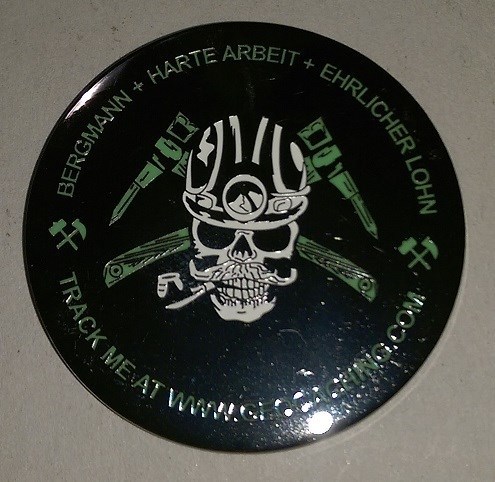 BERGMANN + HARTE ARBEIT + EHRLICHER LOHN
TRACK ME AT WWW.GEOCACHING.COM